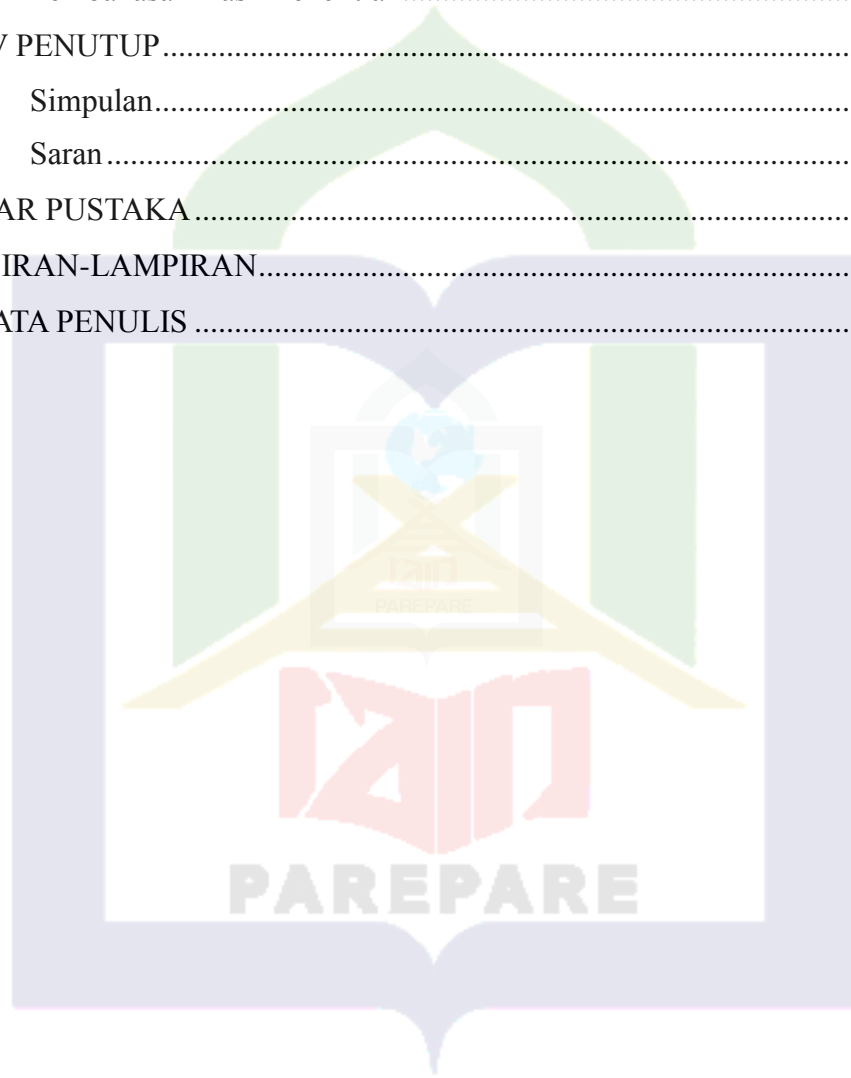 PENUTUP....................................................................................
Simpulan....................................................................................
Saran....................................................................................
AR PUSTAKA....................................................................................
IRAN-LAMPIRAN....................................................................................
ATA PENULIS....................................................................................
PAREPARE
PAREPARE